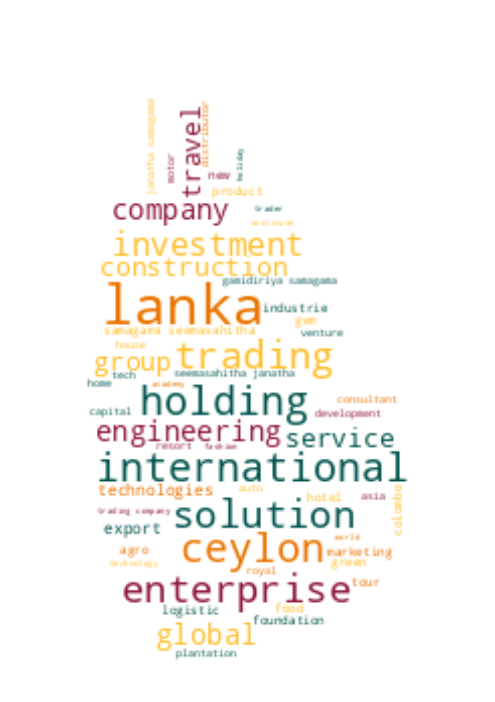 janatha samagama
travel
distributor
motor
holiday
new
product
company
trader
institute
investment
construction
gamidiriya samagama
lanka
industrie
gem
samagama seemasahitha
venture
house
trading
group
tech
seemasahitha janatha
home
academy
holding
consultant
capital
development
engineering
service
resort
fashion
international
technologies
auto
hotel
asia
colombo
trading company
solution
export
ceylon
world
agro
marketing
technology
green
royal
enterprise
tour
logistic
food
foundation
global
plantation